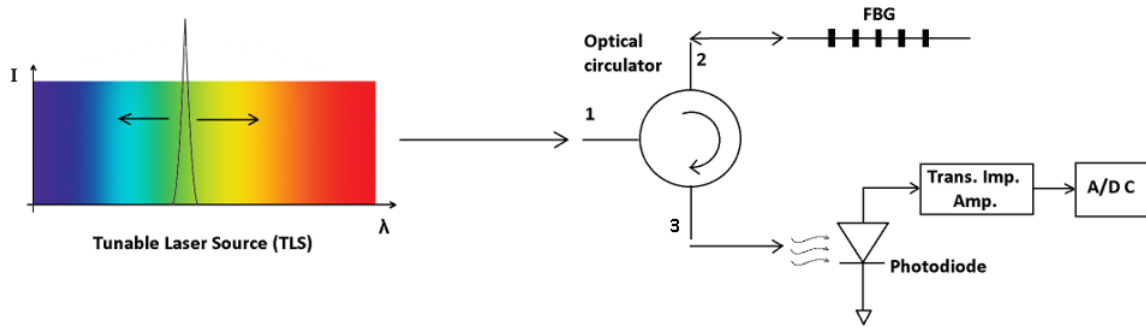 I
λ
Tunable Laser Source (TLS)
Optical
circulator
1
2
3
FBG
Photodiode
Trans. Imp.
Amp.
A/D C